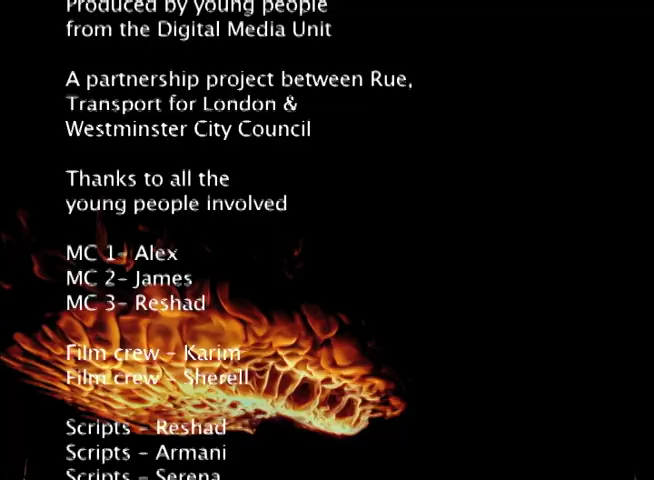 Produced by young people
from the Digital Media Unit
A partnership project between Rue,
Transport for London &
Westminster City Council
Thanks to all the
young people involved
MC 1- Alex
MC 2- James
MC 3- Reshad
Film crew - Karim
Film crew - Sherell
Scripts - Reshad
Scripts - Armani
Scripts - Serena